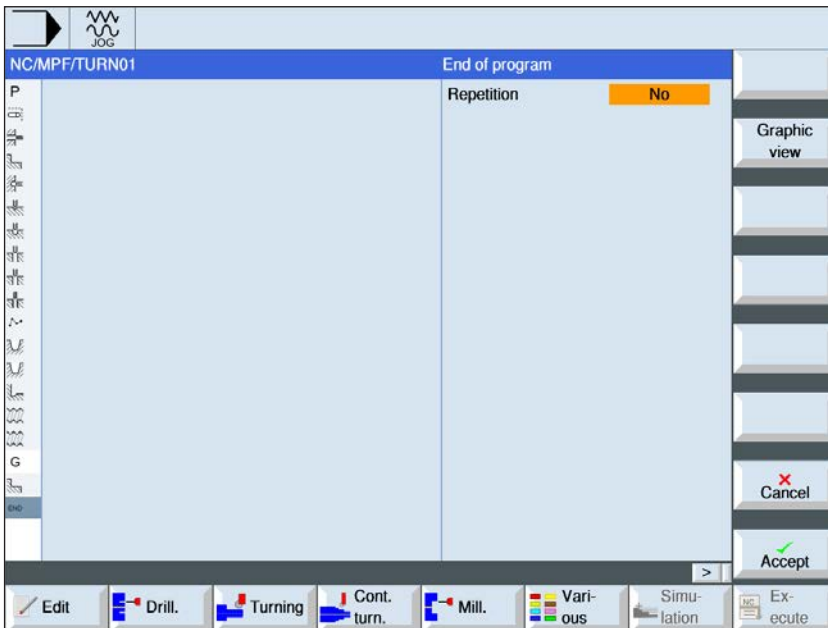 JOG
NC/MPF/TURN01
End of program
P
Repetition
No
Graphic
view
G
END
Cancel
Accept
>
Edit
Drill.
Turning
Cont.
turn.
Mill.
Vari-
ous
Simu-
lation
NC
Ex-
ecute